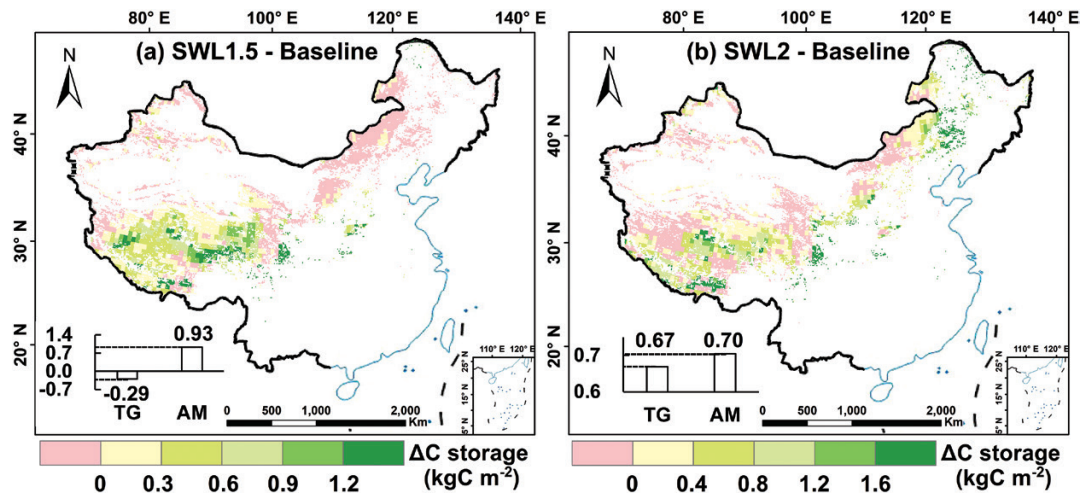 80° E 100° E 120° E 140° E 80° E 100° E 120° E 140° E
N (a) SWL1.5 - Baseline N (b) SWL2 - Baseline
40° N 40° N
30° N 30° N
20° N 20° N
1.4 0.93 0.67 0.70
0.7 0.7
0.0
-0.7 -0.29 0.6
TG AM TG AM
0 500 1,000 2,000 Km 0 500 1,000 2,000 Km
110° E 120° E 110° E 120° E
25° N 25° N
15° N 15° N
5° N 5° N
0 0.3 0.6 0.9 1.2 ΔC storage (kgC m⁻²)
0 0.4 0.8 1.2 1.6 ΔC storage (kgC m⁻²)